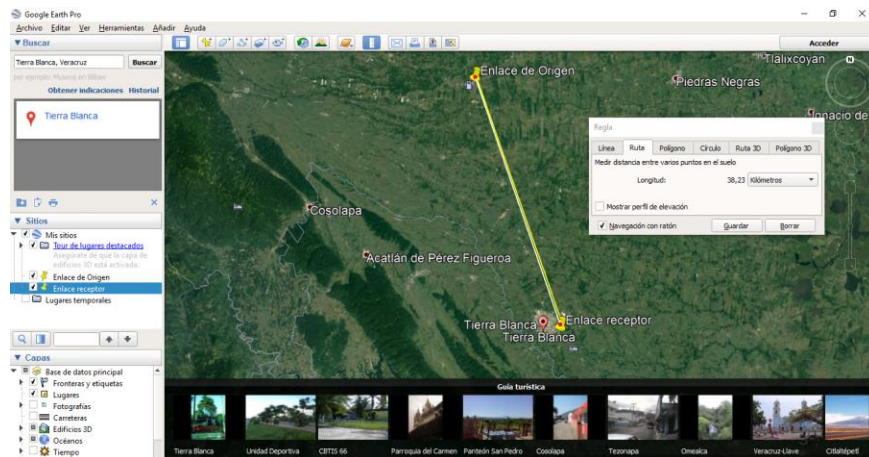 Google Earth Pro
Archivo Editar Ver Herramientas Añadir Ayuda
Buscar
Tierra Blanca, Veracruz
Buscar
por ejemplo: Museos en Bilbao
Obtener indicaciones Historial
Tierra Blanca
Sitios
Mis sitios
Tour de lugares destacados
Asegúrate de que la capa de
edificios 3D está activada.
Enlace de Origen
Enlace receptor
Lugares temporales
Capas
Base de datos principal
Fronteras y etiquetas
Lugares
Fotografías
Carreteras
Edificios 3D
Océanos
Tiempo
Acceder
Enlace de Origen
Piedras Negras
Tlalixcoyan
Ignacio de
N
Cosolapa
Acatlán de Pérez Figueroa
Tierra Blanca
Enlace receptor
Tierra Blanca
Regla
Línea Ruta Polígono Círculo Ruta 3D Polígono 3D
Medir distancia entre varios puntos en el suelo
Longitud: 38,23 Kilómetros
Mostrar perfil de elevación
Navegación con ratón Guardar Borrar
Guía turística
Tierra Blanca Unidad Deportiva CBTIS 66 Parroquia del Carmen Panteón San Pedro Cosolapa Tezonapa Omealca Veracruz-Llave Citlaltépetl